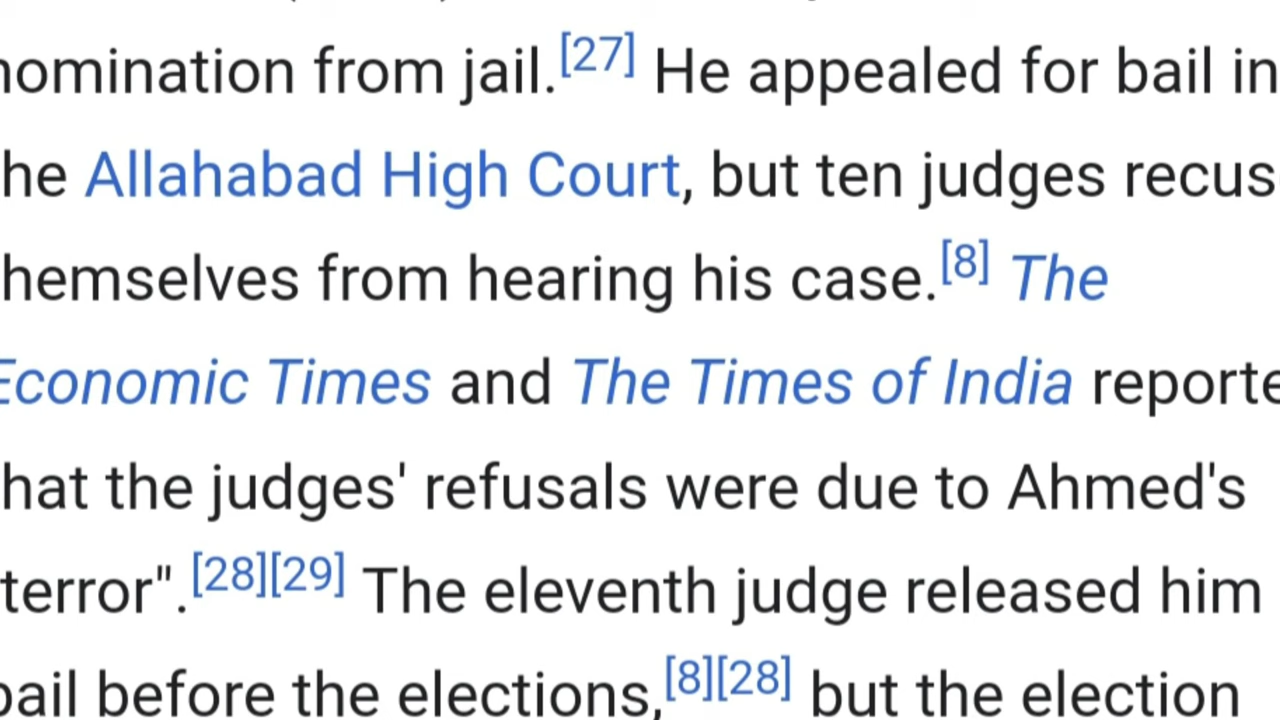 nomination from jail.[27] He appealed for bail in
he Allahabad High Court, but ten judges recus
hemselves from hearing his case.[8] The
Economic Times and The Times of India reporte
hat the judges' refusals were due to Ahmed's
terror".[28][29] The eleventh judge released him
bail before the elections,[8][28] but the election